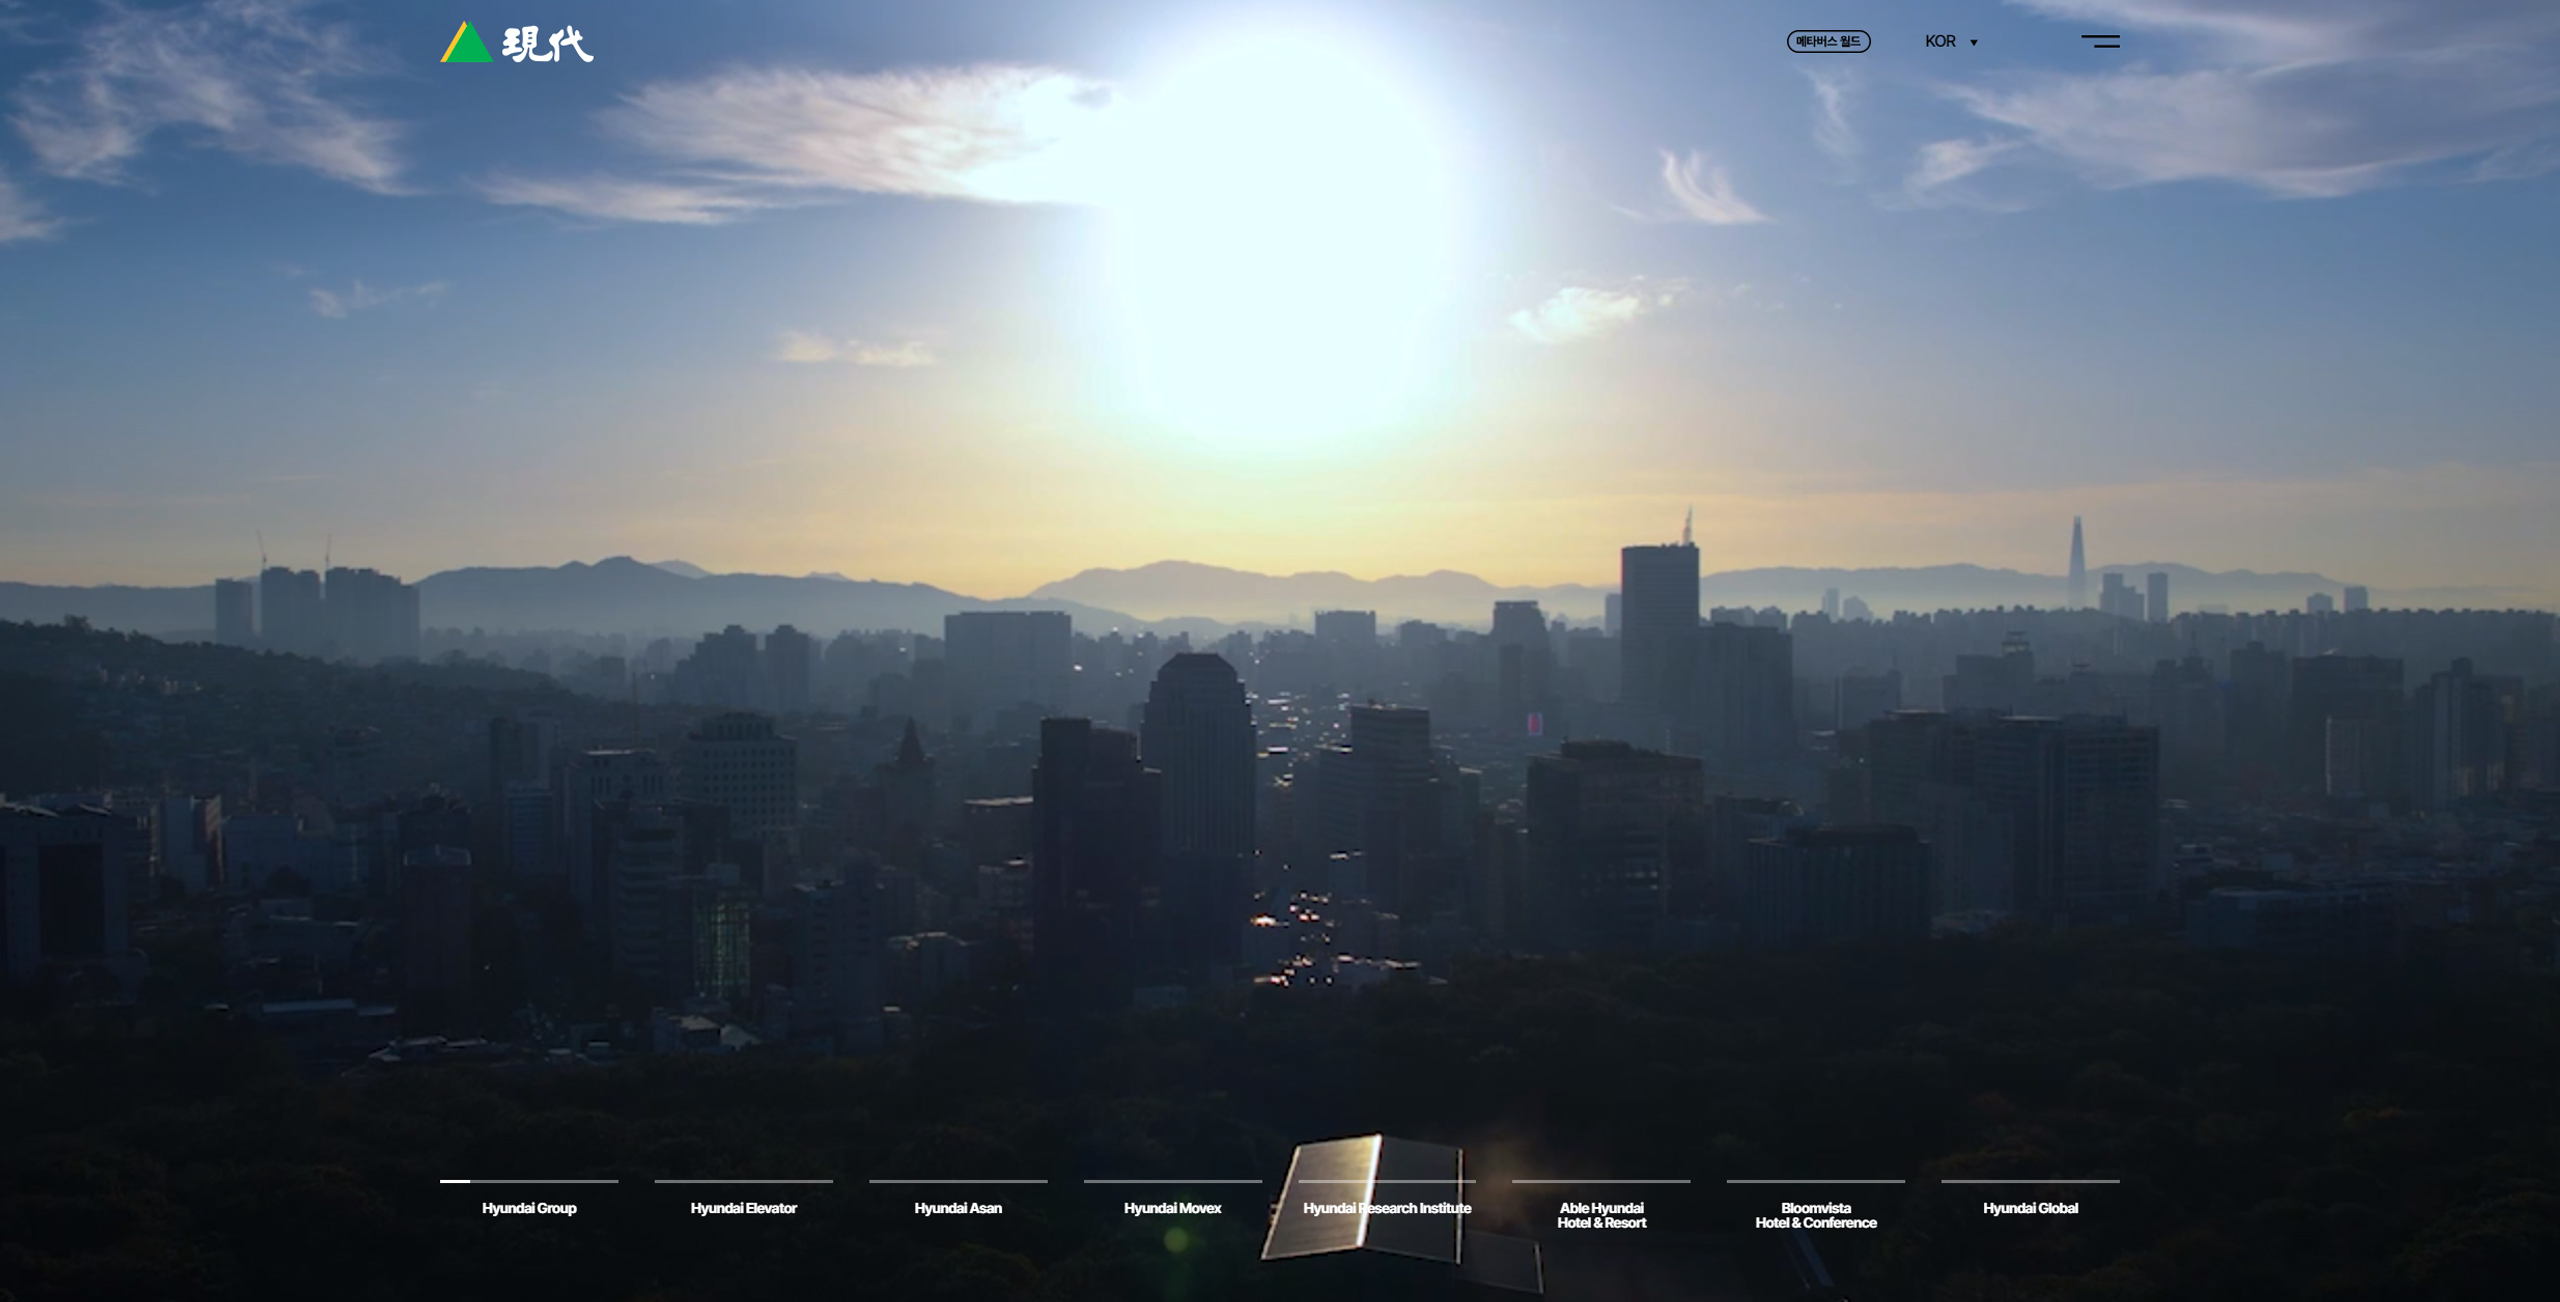 現代
메타버스 월드
KOR
Hyundai Group
Hyundai Elevator
Hyundai Asan
Hyundai Movex
Hyundai Research Institute
Able Hyundai
Hotel & Resort
Bloomvista
Hotel & Conference
Hyundai Global